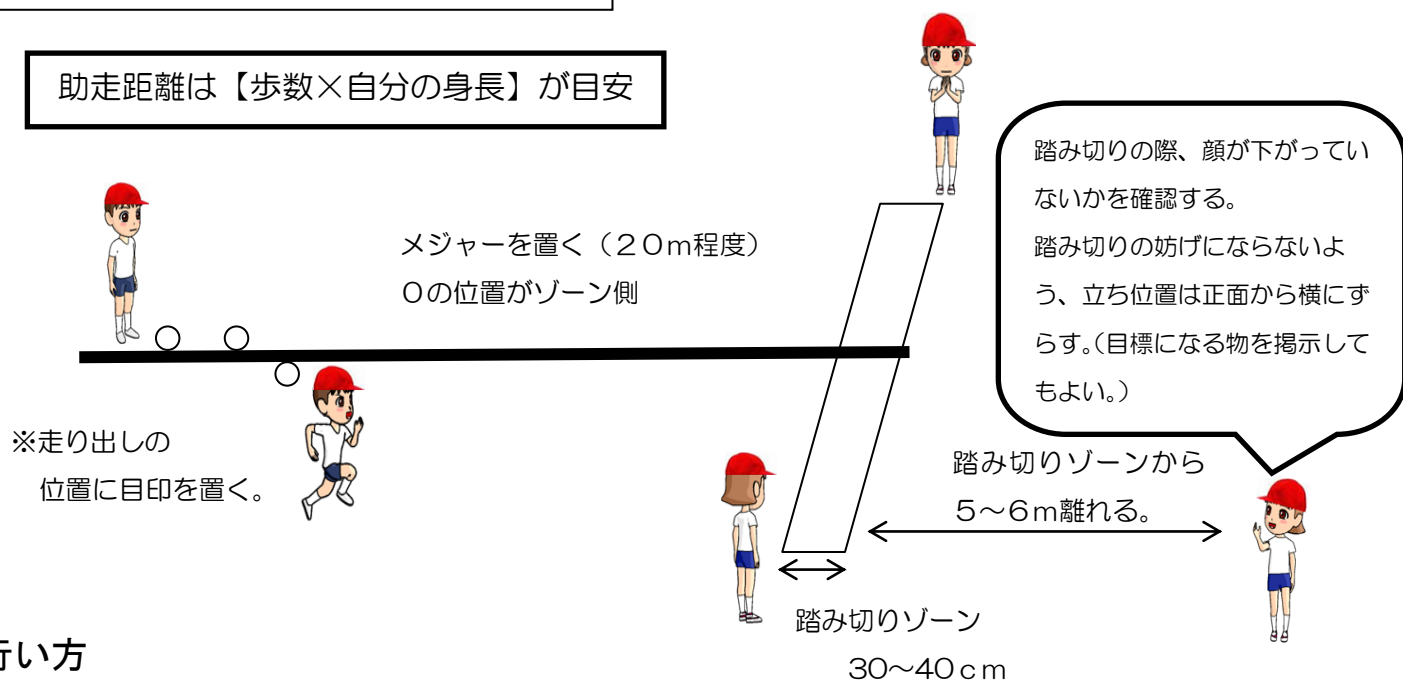 助走距離は【歩数×自分の身長】が目安
踏み切りの際、顔が下がってい
ないかを確認する。
踏み切りの妨げにならないよ
う、立ち位置は正面から横にず
らす。（目標になる物を掲示して
もよい。）
メジャーを置く（２０ｍ程度）
０の位置がゾーン側
※走り出しの
位置に目印を置く。
踏み切りゾーンから
５～６ｍ離れる。
踏み切りゾーン
30～40ｃｍ
行い方